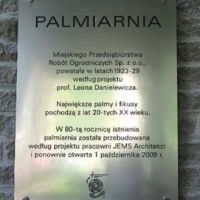 PALMIARNIA
Miejskiego Przedsiębiorstwa
Robót Ogrodniczych Sp. z o.o.,
powstała w latach 1923-29
według projektu
prof. Leona Danielewicza.
Największe palmy i fikusy
pochodzą z lat 20-tych XX wieku.
W 80-tą rocznicę istnienia
palmiarnia została przebudowana
według projektu pracowni JEMS Architekci
i ponownie otwarta 1 października 2009 r.